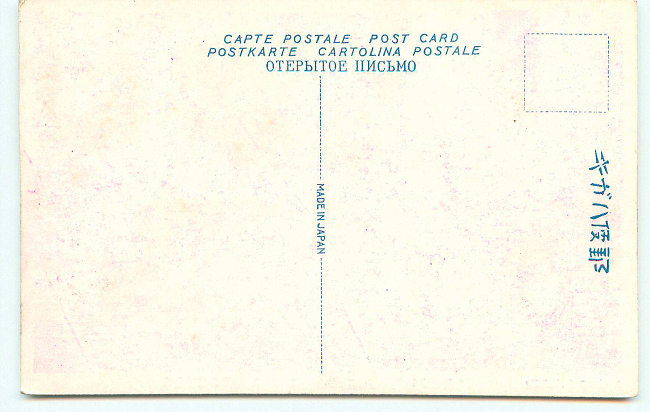 CAPTE POSTALE POST CARD
POSTKARTE CARTOLINA POSTALE
ОТЕРЫТОЕ ПИСЬМО
MADE IN JAPAN
郵便ハガキ